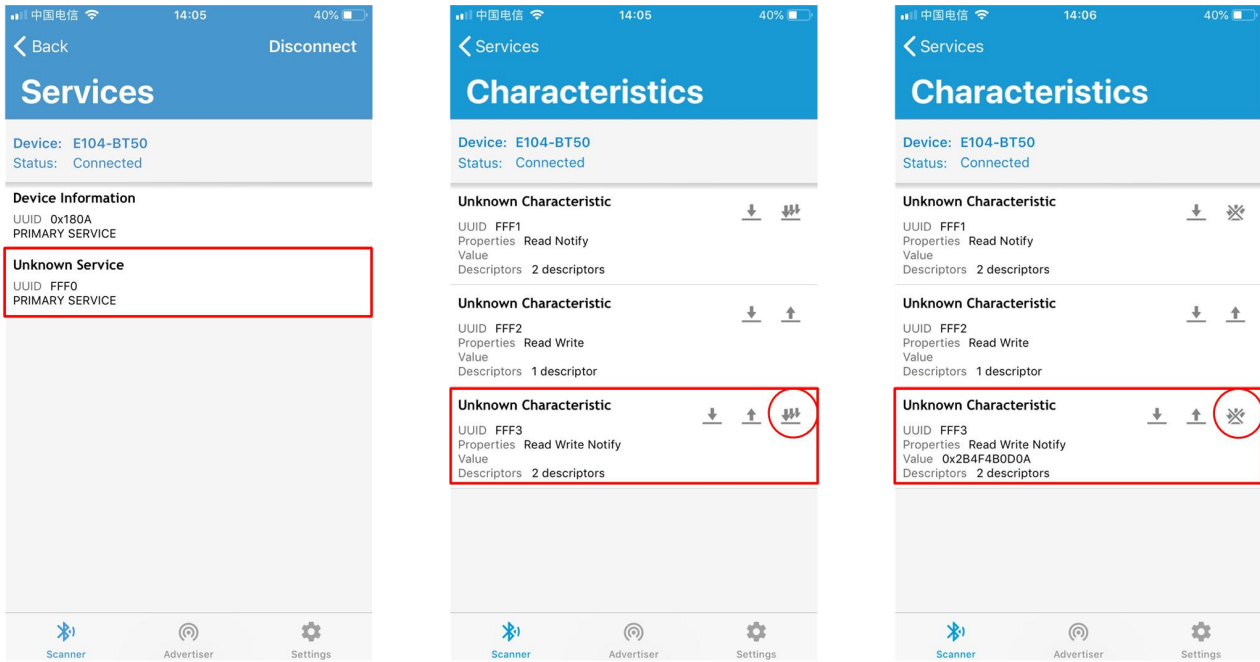 中国电信 14:05 40%
Back Disconnect
Services
Device: E104-BT50
Status: Connected
Device Information
UUID 0x180A
PRIMARY SERVICE
Unknown Service
UUID FFF0
PRIMARY SERVICE
Scanner Advertiser Settings
中国电信 14:05 40%
Services
Characteristics
Device: E104-BT50
Status: Connected
Unknown Characteristic
UUID FFF1
Properties Read Notify
Value
Descriptors 2 descriptors
Unknown Characteristic
UUID FFF2
Properties Read Write
Value
Descriptors 1 descriptor
Unknown Characteristic
UUID FFF3
Properties Read Write Notify
Value
Descriptors 2 descriptors
Scanner Advertiser Settings
中国电信 14:06 40%
Services
Characteristics
Device: E104-BT50
Status: Connected
Unknown Characteristic
UUID FFF1
Properties Read Notify
Value
Descriptors 2 descriptors
Unknown Characteristic
UUID FFF2
Properties Read Write
Value
Descriptors 1 descriptor
Unknown Characteristic
UUID FFF3
Properties Read Write Notify
Value 0x2B4F4B0D0A
Descriptors 2 descriptors
Scanner Advertiser Settings